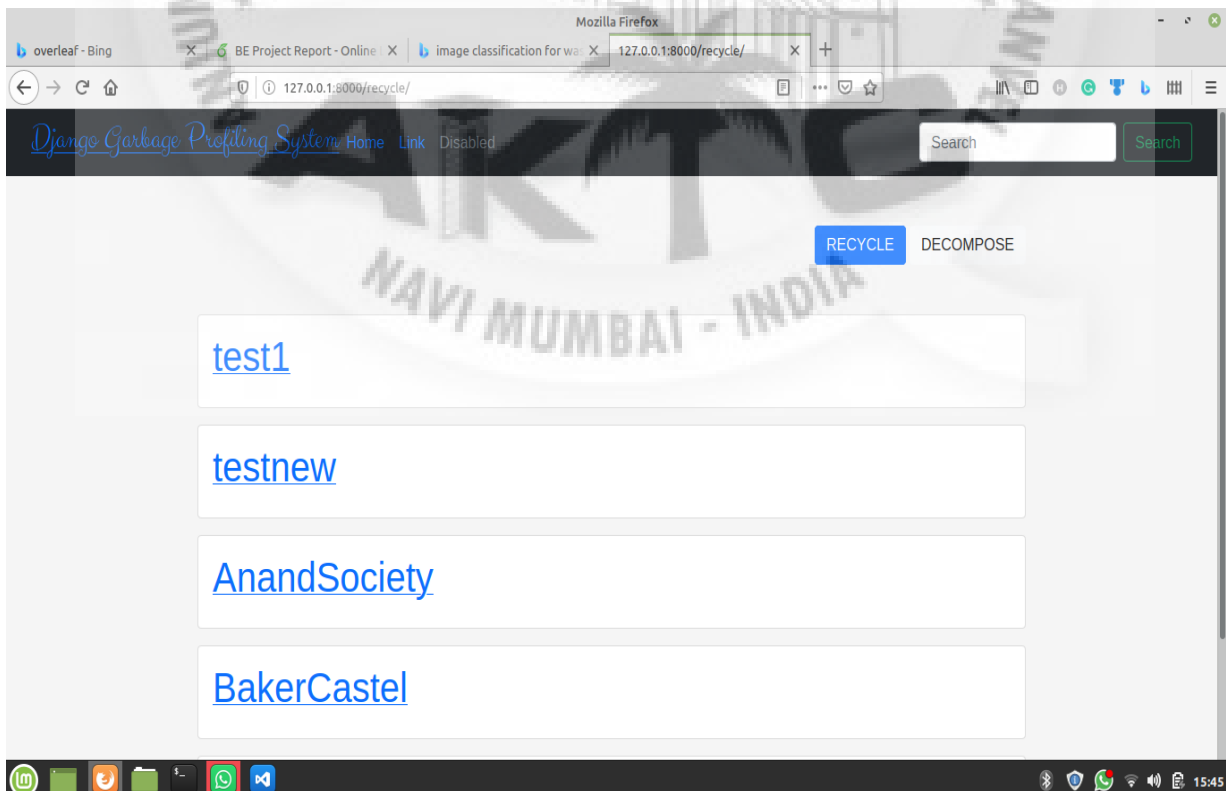 Mozilla Firefox
overleaf - Bing
BE Project Report - Online
image classification for was
127.0.0.1:8000/recycle/
127.0.0.1:8000/recycle/
Django Garbage Profiling System Home Link Disabled
Search
Search
AKTC
RECYCLE DECOMPOSE
NAVI MUMBAI - INDIA
test1
testnew
AnandSociety
BakerCastel
15:45